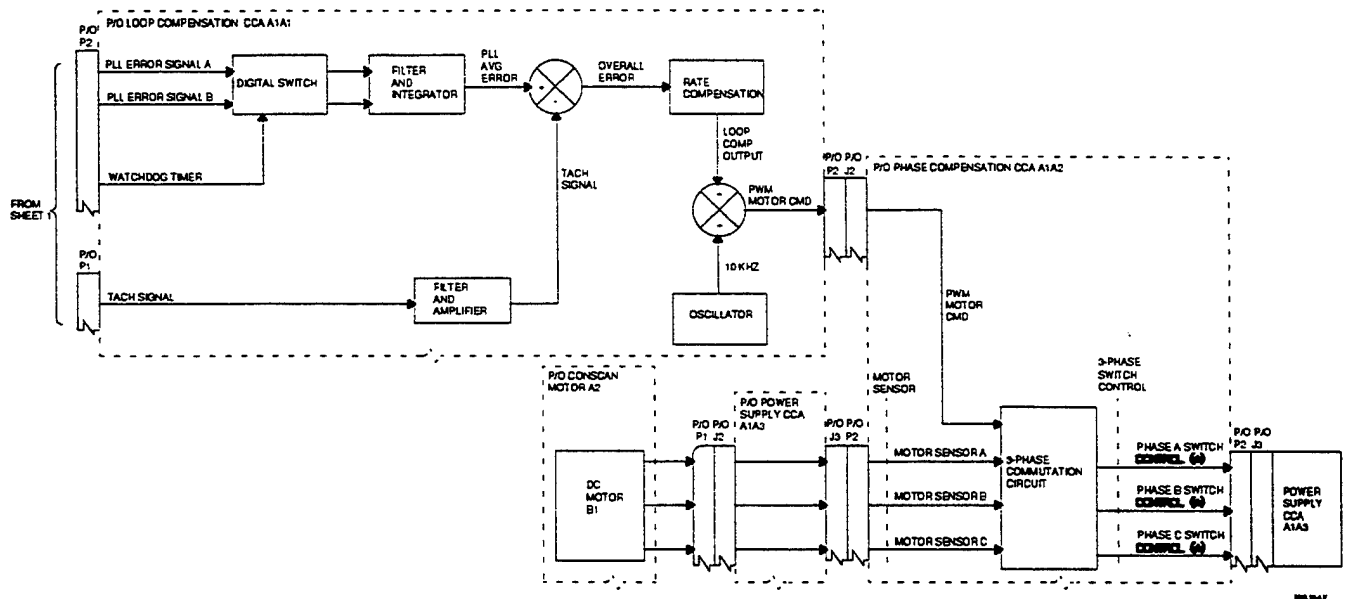 P/O LOOP COMPENSATION CCA A1A1
P/O
P2
PLL ERROR SIGNAL A
PLL ERROR SIGNAL B
WATCHDOG TIMER
FROM
SHEET 1
DIGITAL SWITCH
FILTER
AND
INTEGRATOR
PLL
AVG
ERROR
OVERALL
ERROR
RATE
COMPENSATION
LOOP
COMP
OUTPUT
TACH
SIGNAL
PWM
MOTOR CMD
10 KHZ
OSCILLATOR
P/O
P1
TACH SIGNAL
FILTER
AND
AMPLIFIER
P/O P/O
P2 J2
P/O PHASE COMPENSATION CCA A1A2
PWM
MOTOR
CMD
P/O CONSCAN
MOTOR A2
DC
MOTOR
B1
P/O P/O
P1 J2
P/O POWER
SUPPLY CCA
A1A3
P/O P/O
J3 P2
MOTOR
SENSOR
MOTOR SENSOR A
MOTOR SENSOR B
MOTOR SENSOR C
3-PHASE
COMMUTATION
CIRCUIT
3-PHASE
SWITCH
CONTROL
PHASE A SWITCH
CONTROL
PHASE B SWITCH
CONTROL
PHASE C SWITCH
CONTROL
P/O P/O
P2 J3
POWER
SUPPLY
CCA
A1A3